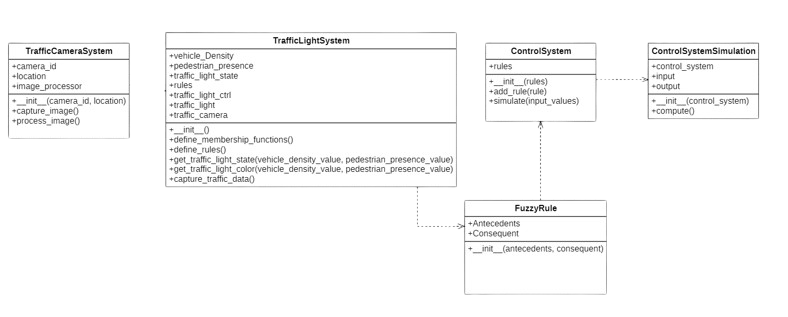 TrafficCameraSystem
+camera_id
+location
+image_processor
+__init__(camera_id, location)
+capture_image()
+process_image()
TrafficLightSystem
+vehicle_Density
+pedestrian_presence
+traffic_light_state
+rules
+traffic_light_ctrl
+traffic_light
+traffic_camera
+__init__()
+define_membership_functions()
+define_rules()
+get_traffic_light_state(vehicle_density_value, pedestrian_presence_value)
+get_traffic_light_color(vehicle_density_value, pedestrian_presence_value)
+capture_traffic_data()
ControlSystem
+rules
+__init__(rules)
+add_rule(rule)
+simulate(input_values)
ControlSystemSimulation
+control_system
+input
+output
+__init__(control_system)
+compute()
FuzzyRule
+Antecedents
+Consequent
+__init__(antecedents, consequent)